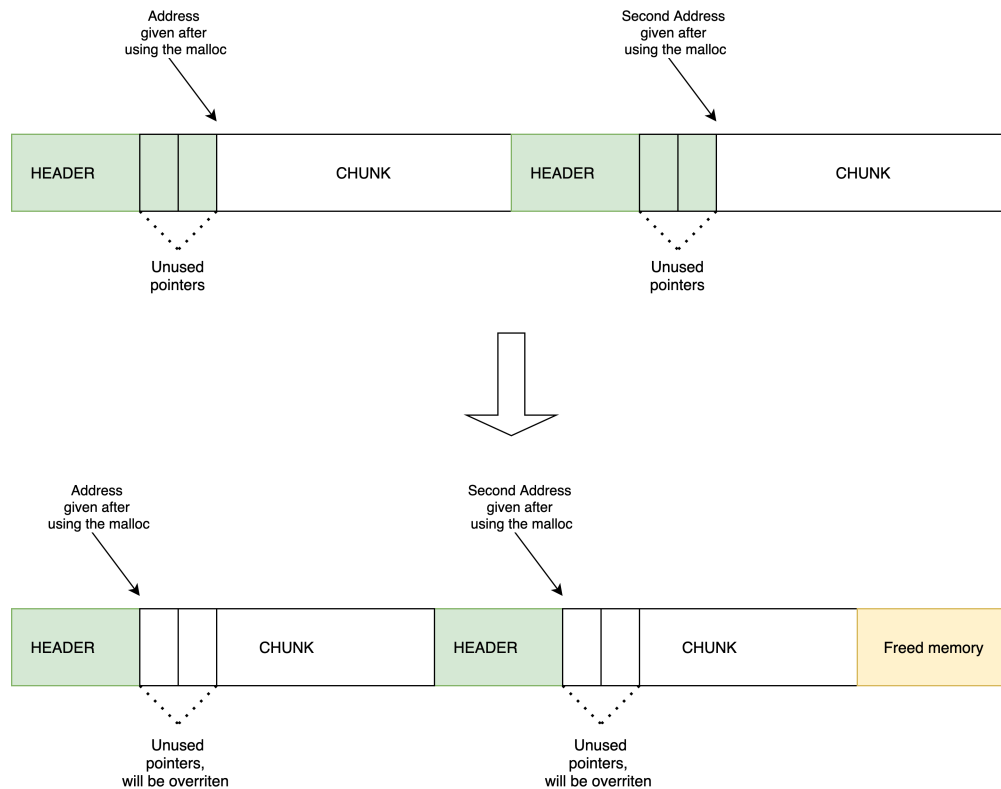 Address
given after
using the malloc
Second Address
given after
using the malloc
HEADER
CHUNK
HEADER
CHUNK
Unused
pointers
Unused
pointers
Address
given after
using the malloc
Second Address
given after
using the malloc
HEADER
CHUNK
HEADER
CHUNK
Freed memory
Unused
pointers,
will be overriten
Unused
pointers,
will be overriten